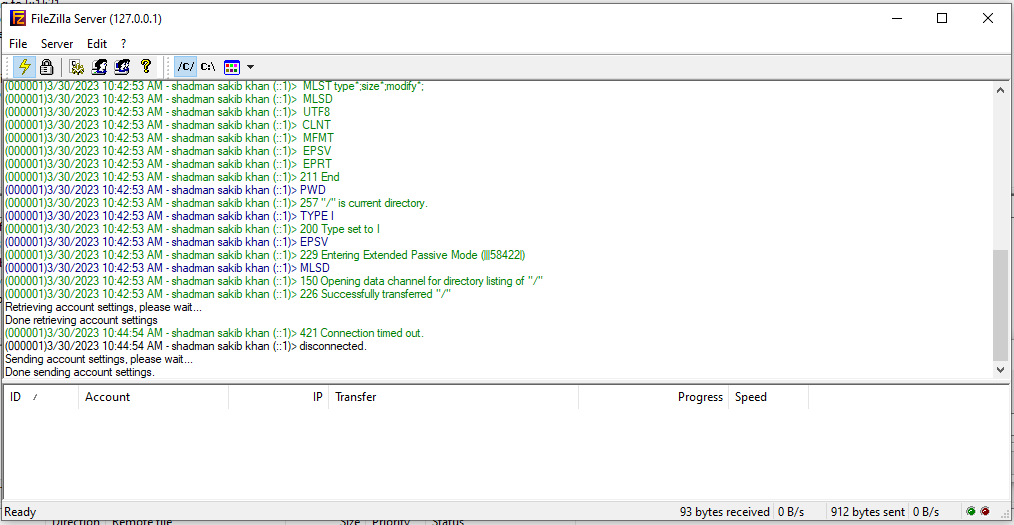 FileZilla Server (127.0.0.1)
File Server Edit ?
/C/ C:\
(000001)3/30/2023 10:42:53 AM - shadman sakib khan (::1)> MLST type*;size*;modify*;
(000001)3/30/2023 10:42:53 AM - shadman sakib khan (::1)> MLSD
(000001)3/30/2023 10:42:53 AM - shadman sakib khan (::1)> UTF8
(000001)3/30/2023 10:42:53 AM - shadman sakib khan (::1)> CLNT
(000001)3/30/2023 10:42:53 AM - shadman sakib khan (::1)> MFMT
(000001)3/30/2023 10:42:53 AM - shadman sakib khan (::1)> EPSV
(000001)3/30/2023 10:42:53 AM - shadman sakib khan (::1)> EPRT
(000001)3/30/2023 10:42:53 AM - shadman sakib khan (::1)> 211 End
(000001)3/30/2023 10:42:53 AM - shadman sakib khan (::1)> PWD
(000001)3/30/2023 10:42:53 AM - shadman sakib khan (::1)> 257 "/" is current directory.
(000001)3/30/2023 10:42:53 AM - shadman sakib khan (::1)> TYPE I
(000001)3/30/2023 10:42:53 AM - shadman sakib khan (::1)> 200 Type set to I
(000001)3/30/2023 10:42:53 AM - shadman sakib khan (::1)> EPSV
(000001)3/30/2023 10:42:53 AM - shadman sakib khan (::1)> 229 Entering Extended Passive Mode (|||58422|)
(000001)3/30/2023 10:42:53 AM - shadman sakib khan (::1)> MLSD
(000001)3/30/2023 10:42:53 AM - shadman sakib khan (::1)> 150 Opening data channel for directory listing of "/"
(000001)3/30/2023 10:42:53 AM - shadman sakib khan (::1)> 226 Successfully transferred "/"
Retrieving account settings, please wait...
Done retrieving account settings
(000001)3/30/2023 10:44:54 AM - shadman sakib khan (::1)> 421 Connection timed out.
(000001)3/30/2023 10:44:54 AM - shadman sakib khan (::1)> disconnected.
Sending account settings, please wait...
Done sending account settings.
ID / Account IP Transfer Progress Speed
Ready 93 bytes received 0 B/s 912 bytes sent 0 B/s
Direction Remote file Size Priority Status